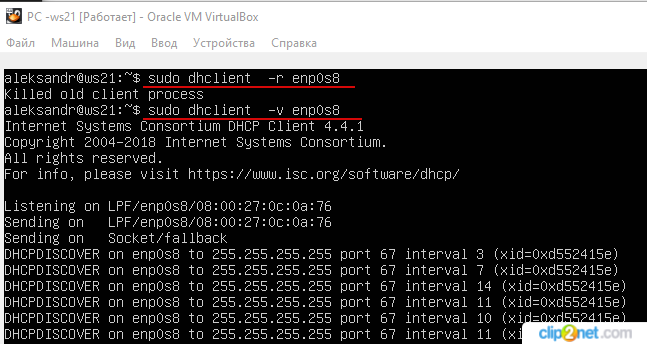 PC -ws21 [Работает] - Oracle VM VirtualBox
Файл Машина Вид Ввод Устройства Справка
aleksandr@ws21:~$ sudo dhclient -r enp0s8
Killed old client process
aleksandr@ws21:~$ sudo dhclient -v enp0s8
Internet Systems Consortium DHCP Client 4.4.1
Copyright 2004-2018 Internet Systems Consortium.
All rights reserved.
For info, please visit https://www.isc.org/software/dhcp/
Listening on LPF/enp0s8/08:00:27:0c:0a:76
Sending on   LPF/enp0s8/08:00:27:0c:0a:76
Sending on   Socket/fallback
DHCPDISCOVER on enp0s8 to 255.255.255.255 port 67 interval 3 (xid=0xd552415e)
DHCPDISCOVER on enp0s8 to 255.255.255.255 port 67 interval 7 (xid=0xd552415e)
DHCPDISCOVER on enp0s8 to 255.255.255.255 port 67 interval 14 (xid=0xd552415e)
DHCPDISCOVER on enp0s8 to 255.255.255.255 port 67 interval 11 (xid=0xd552415e)
DHCPDISCOVER on enp0s8 to 255.255.255.255 port 67 interval 10 (xid=0xd552415e)
DHCPDISCOVER on enp0s8 to 255.255.255.255 port 67 interval 11
clip2net.com